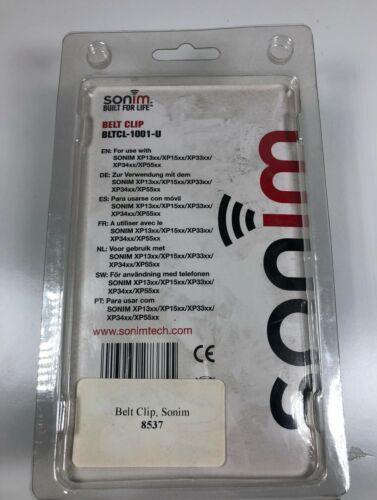 sonim
BUILT FOR LIFE™
BELT CLIP
BLTCL-1001-U
EN: For use with
SONIM XP13xx/XP15xx/XP33xx/
XP34xx/XP55xx
DE: Zur Verwendung mit dem
SONIM XP13xx/XP15xx/XP33xx/
XP34xx/XP55xx
ES: Para usarse con móvil
SONIM XP13xx/XP15xx/XP33xx/
XP34xx/XP55xx
FR: A utiliser avec le
SONIM XP13xx/XP15xx/XP33xx/
XP34xx/XP55xx
NL: Voor gebruik met
SONIM XP13xx/XP15xx/XP33xx/
XP34xx/XP55xx
SW: För användning med telefonen
SONIM XP13xx/XP15xx/XP33xx/
XP34xx/XP55xx
PT: Para usar com
SONIM XP13xx/XP15xx/XP33xx/
XP34xx/XP55xx
www.sonimtech.com
CE
Belt Clip, Sonim
8537
sonim